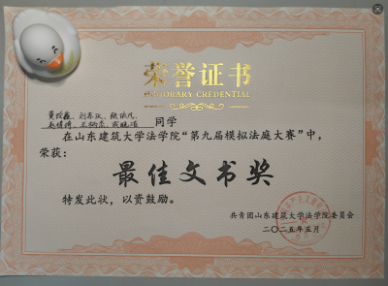 荣誉证书
HONORARY CREDENTIAL
同学
在山东建筑大学法学院“第九届模拟法庭大赛”中，
荣获：
最佳文书奖
特发此状，以资鼓励。
共青团山东建筑大学法学院委员会
二〇二五年五月